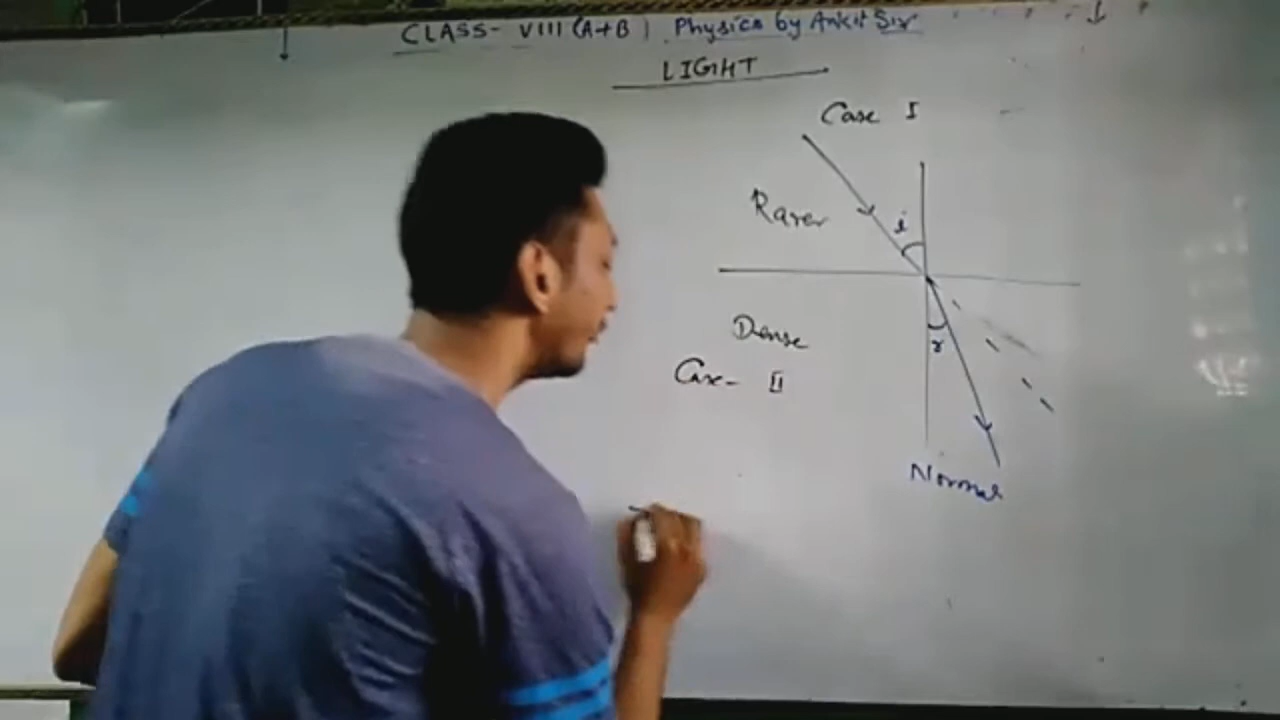 CLASS- VIII (A+B) Physics by Ankit Sir
LIGHT
Case I
Rarer
i
Dense
r
Case- II
Normal